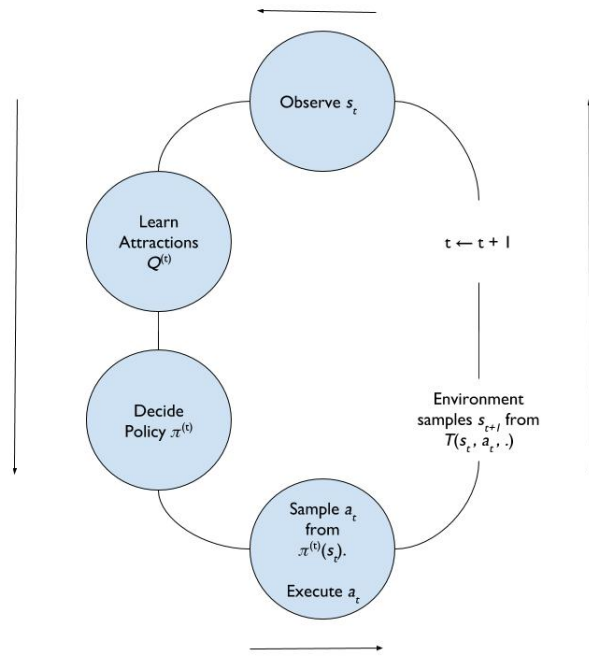 Observe s_t
Learn
Attractions
Q^(t)
Decide
Policy π^(t)
Sample a_t
from
π^(t)(s_t).
Execute a_t
Environment
samples s_{t+1} from
T(s_t, a_t, .)
t ← t + 1